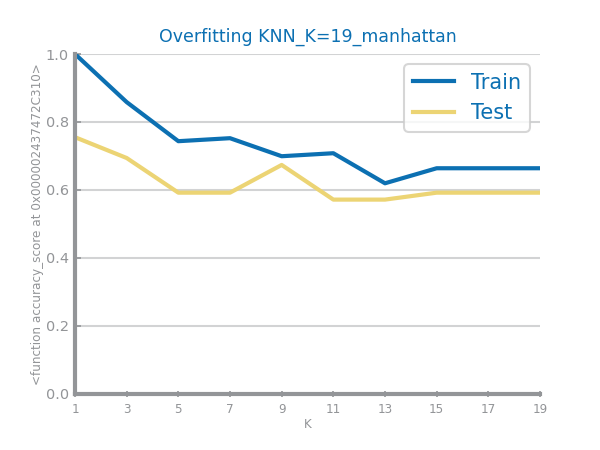 Overfitting KNN_K=19_manhattan
<function accuracy_score at 0x000002437472C310>
1.0
0.8
0.6
0.4
0.2
0.0
Train
Test
1 3 5 7 9 11 13 15 17 19
K